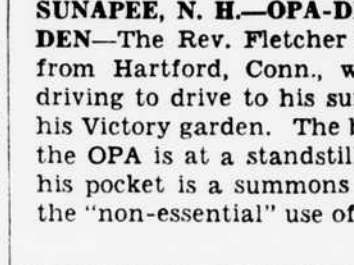 SUNAPEE, N. H.—OPA-D
DEN—The Rev. Fletcher
from Hartford, Conn.,
driving to drive to his su
his Victory garden. The
the OPA is at a standstil
his pocket is a summons
the "non-essential" use of